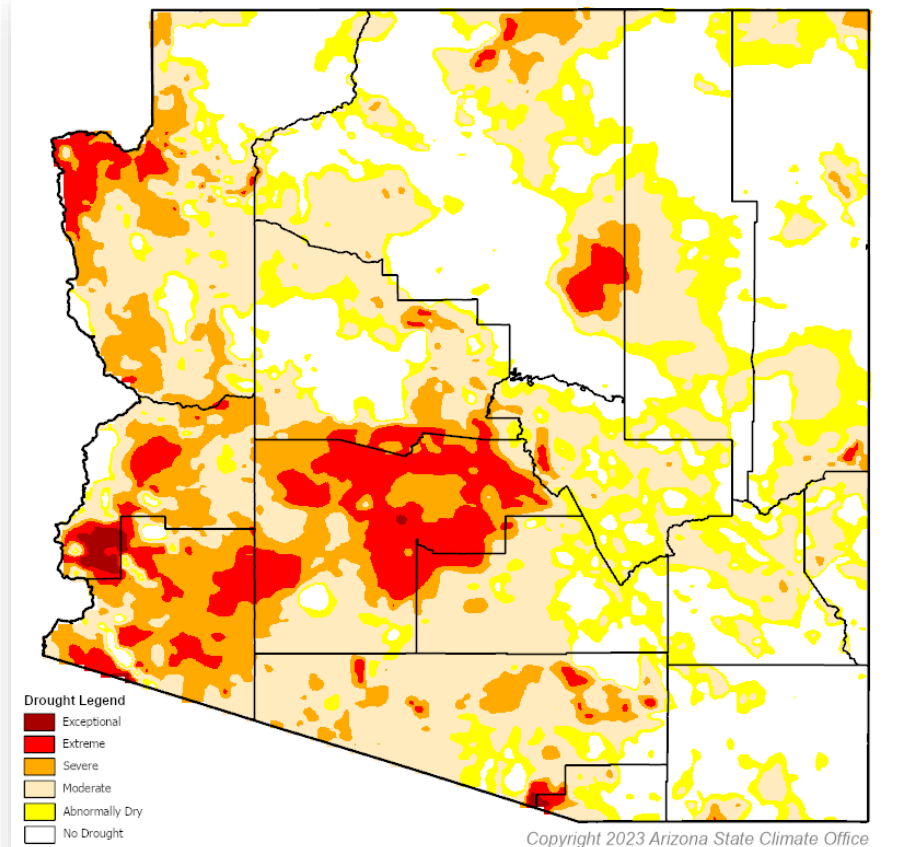 Drought Legend
Exceptional
Extreme
Severe
Moderate
Abnormally Dry
No Drought
Copyright 2023 Arizona State Climate Office